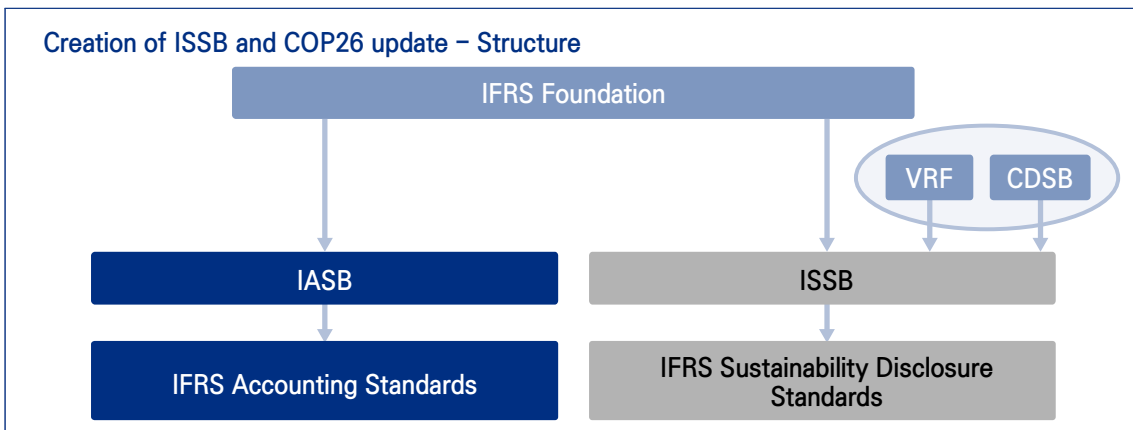 Creation of ISSB and COP26 update – Structure
IFRS Foundation
VRF
CDSB
IASB
ISSB
IFRS Accounting Standards
IFRS Sustainability Disclosure
Standards